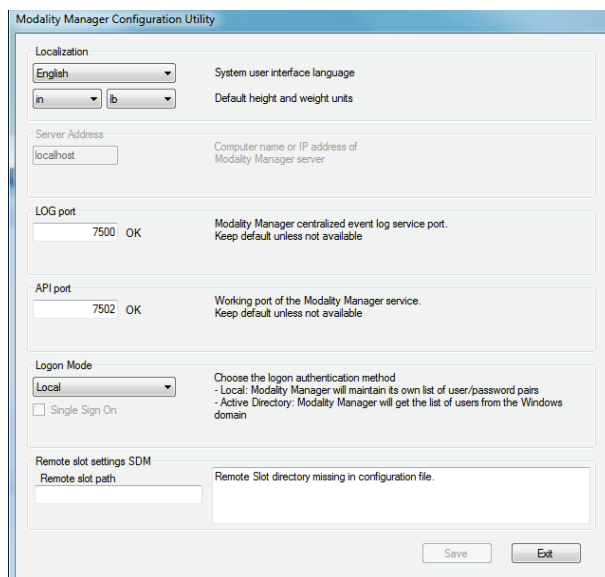 Modality Manager Configuration Utility
Localization
English
System user interface language
in
lb
Default height and weight units
Server Address
localhost
Computer name or IP address of
Modality Manager server
LOG port
7500
OK
Modality Manager centralized event log service port.
Keep default unless not available
API port
7502
OK
Working port of the Modality Manager service.
Keep default unless not available
Logon Mode
Local
Single Sign On
Choose the logon authentication method
- Local: Modality Manager will maintain its own list of user/password pairs
- Active Directory: Modality Manager will get the list of users from the Windows
domain
Remote slot settings SDM
Remote slot path
Remote Slot directory missing in configuration file.
Save
Exit